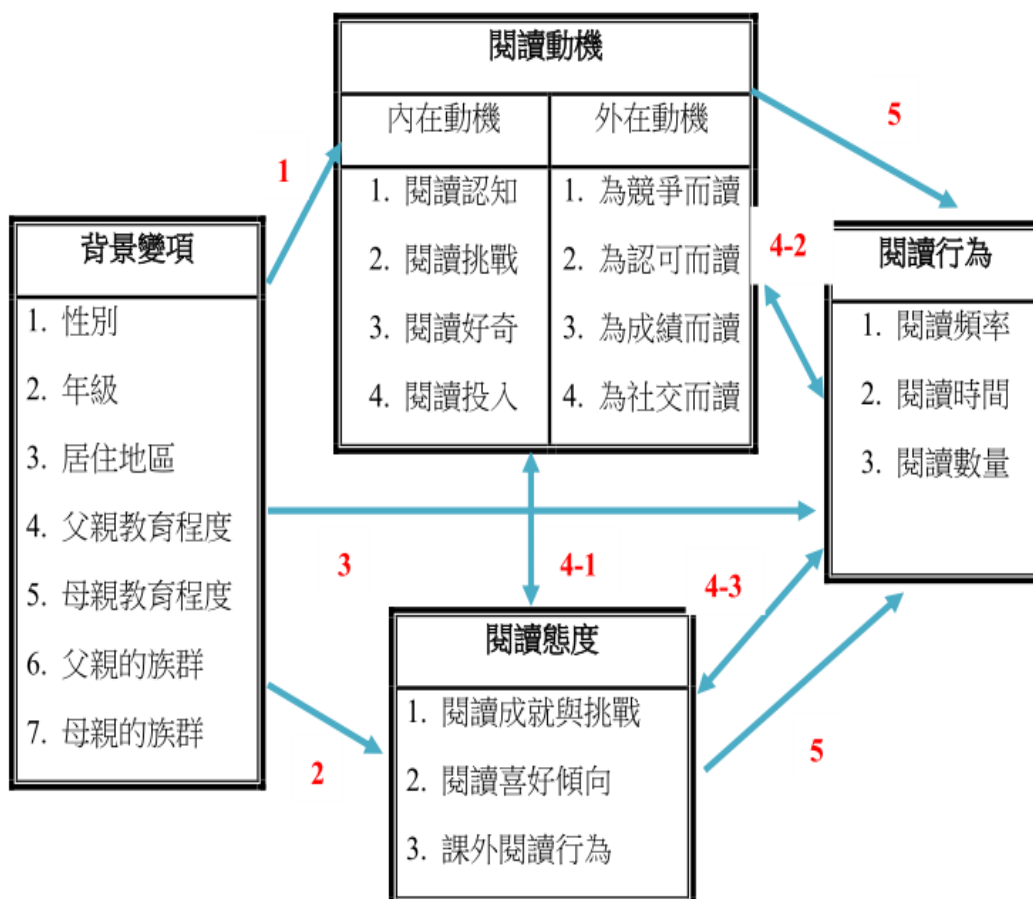 閱讀動機
內在動機
外在動機
1. 閱讀認知
2. 閱讀挑戰
3. 閱讀好奇
4. 閱讀投入
1. 為競爭而讀
2. 為認可而讀
3. 為成績而讀
4. 為社交而讀
1
5
背景變項
1. 性別
2. 年級
3. 居住地區
4. 父親教育程度
5. 母親教育程度
6. 父親的族群
7. 母親的族群
4-2
閱讀行為
1. 閱讀頻率
2. 閱讀時間
3. 閱讀數量
3
4-1
4-3
2
閱讀態度
1. 閱讀成就與挑戰
2. 閱讀喜好傾向
3. 課外閱讀行為
5